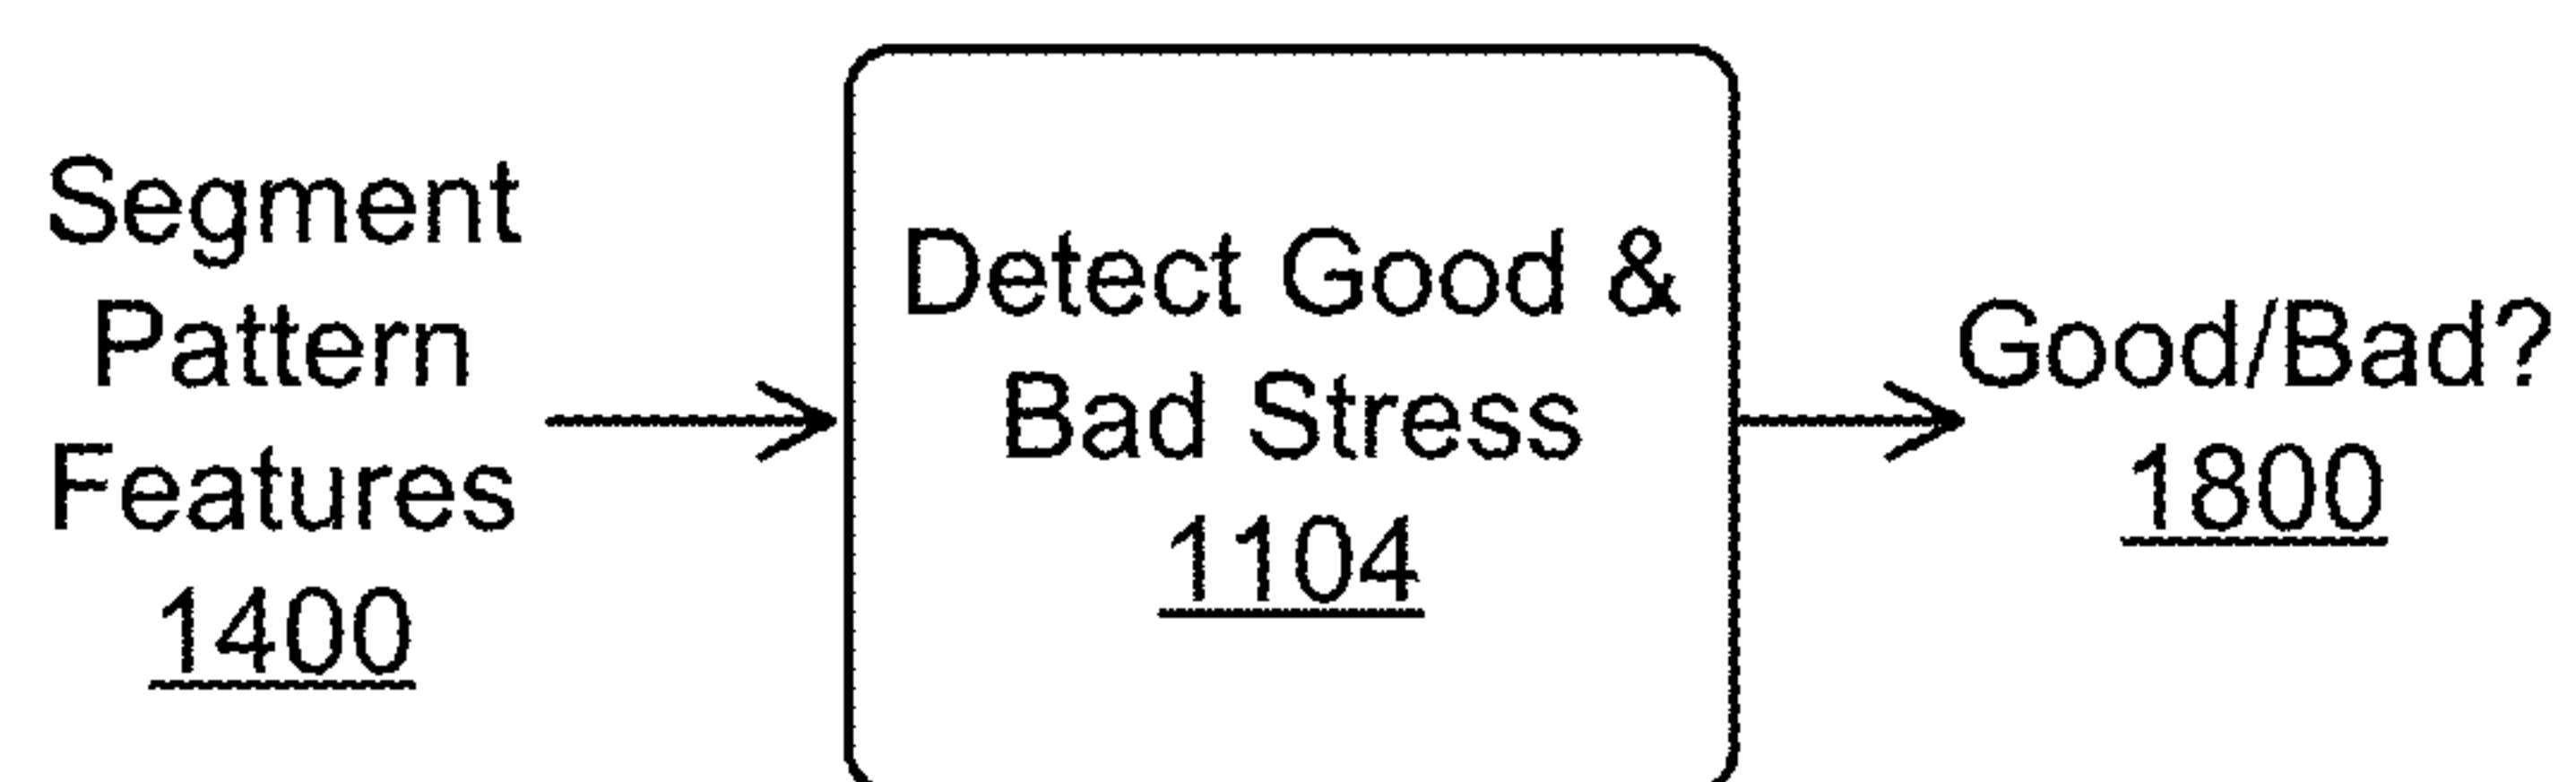 Segment
Pattern
Features
1400
Detect Good &
Bad Stress
1104
Good/Bad?
1800